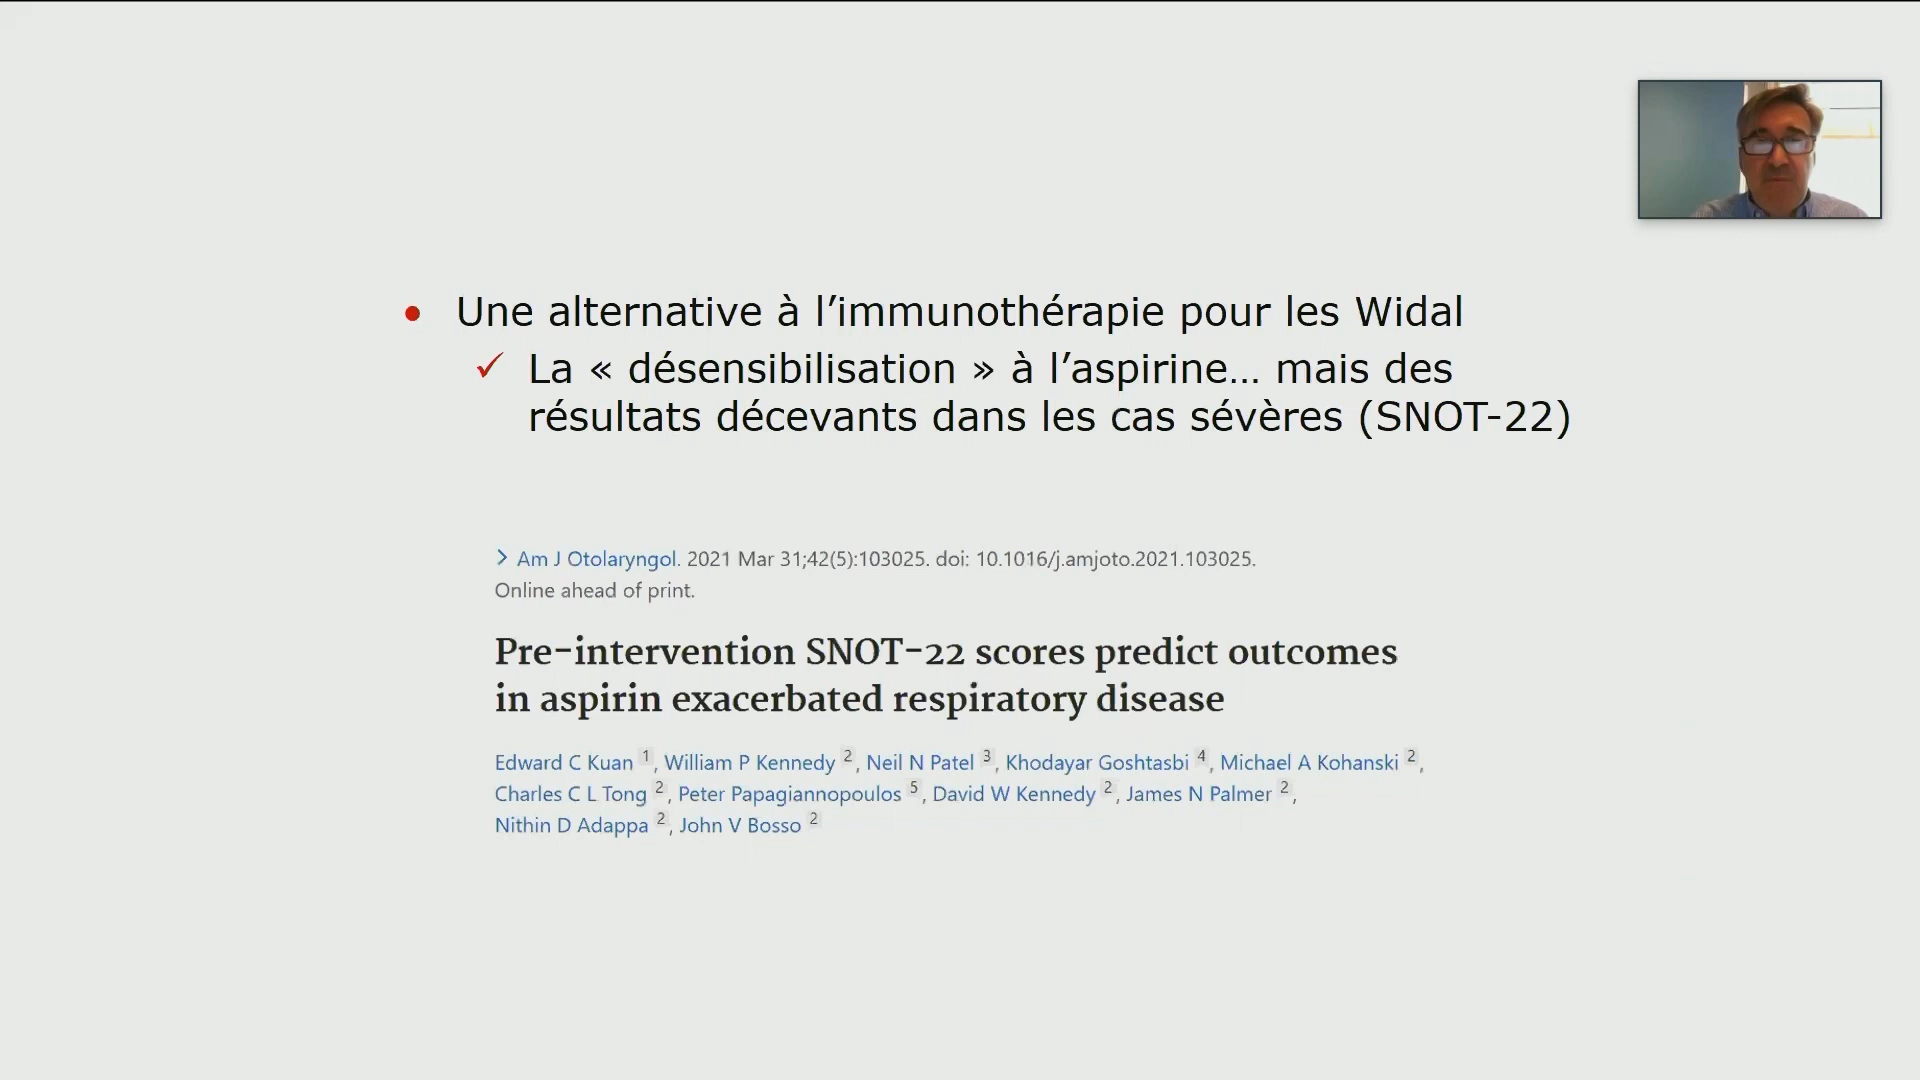 • Une alternative à l’immunothérapie pour les Widal
✓ La « désensibilisation » à l’aspirine... mais des
résultats décevants dans les cas sévères (SNOT-22)
> Am J Otolaryngol. 2021 Mar 31;42(5):103025. doi: 10.1016/j.amjoto.2021.103025.
Online ahead of print.
Pre-intervention SNOT-22 scores predict outcomes
in aspirin exacerbated respiratory disease
Edward C Kuan 1, William P Kennedy 2, Neil N Patel 3, Khodayar Goshtasbi 4, Michael A Kohanski 2,
Charles C L Tong 2, Peter Papagiannopoulos 5, David W Kennedy 2, James N Palmer 2,
Nithin D Adappa 2, John V Bosso 2